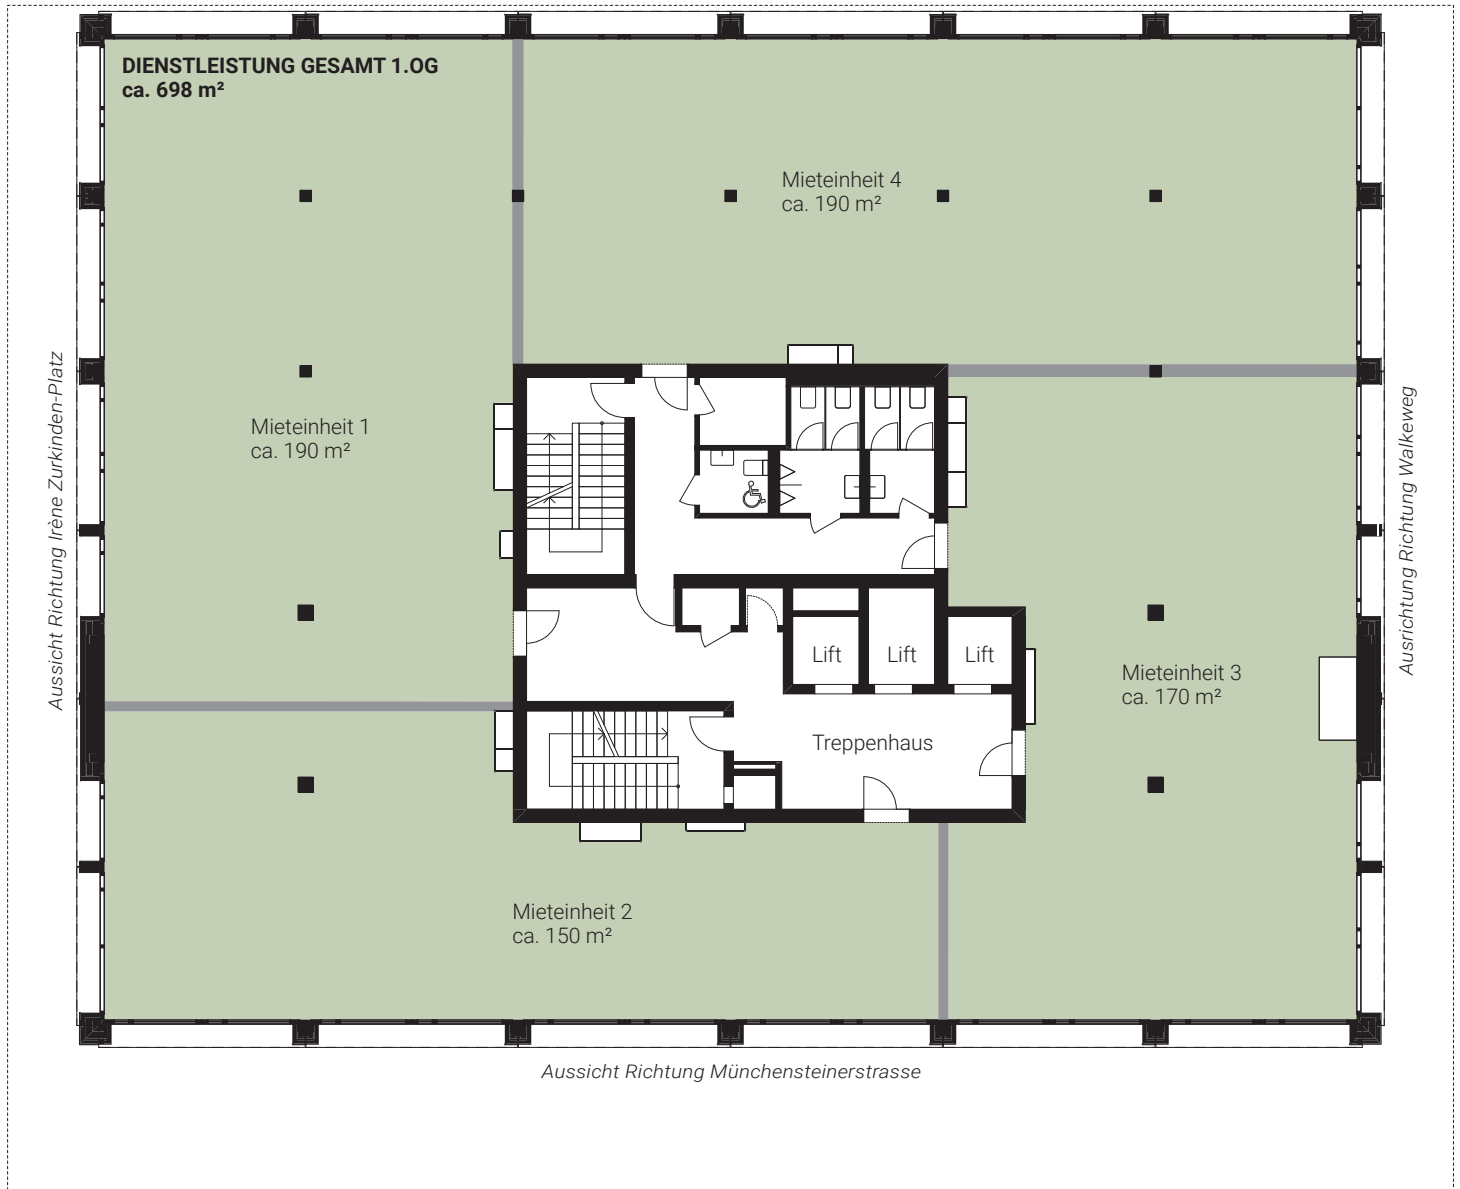 DIENSTLEISTUNG GESAMT 1.OG
ca. 698 m²
Mieteinheit 4
ca. 190 m²
Aussicht Richtung Irène Zurkinden-Platz
Mieteinheit 1
ca. 190 m²
Ausrichtung Richtung Walkeweg
Lift
Lift
Lift
Mieteinheit 3
ca. 170 m²
Treppenhaus
Mieteinheit 2
ca. 150 m²
Aussicht Richtung Münchensteinerstrasse